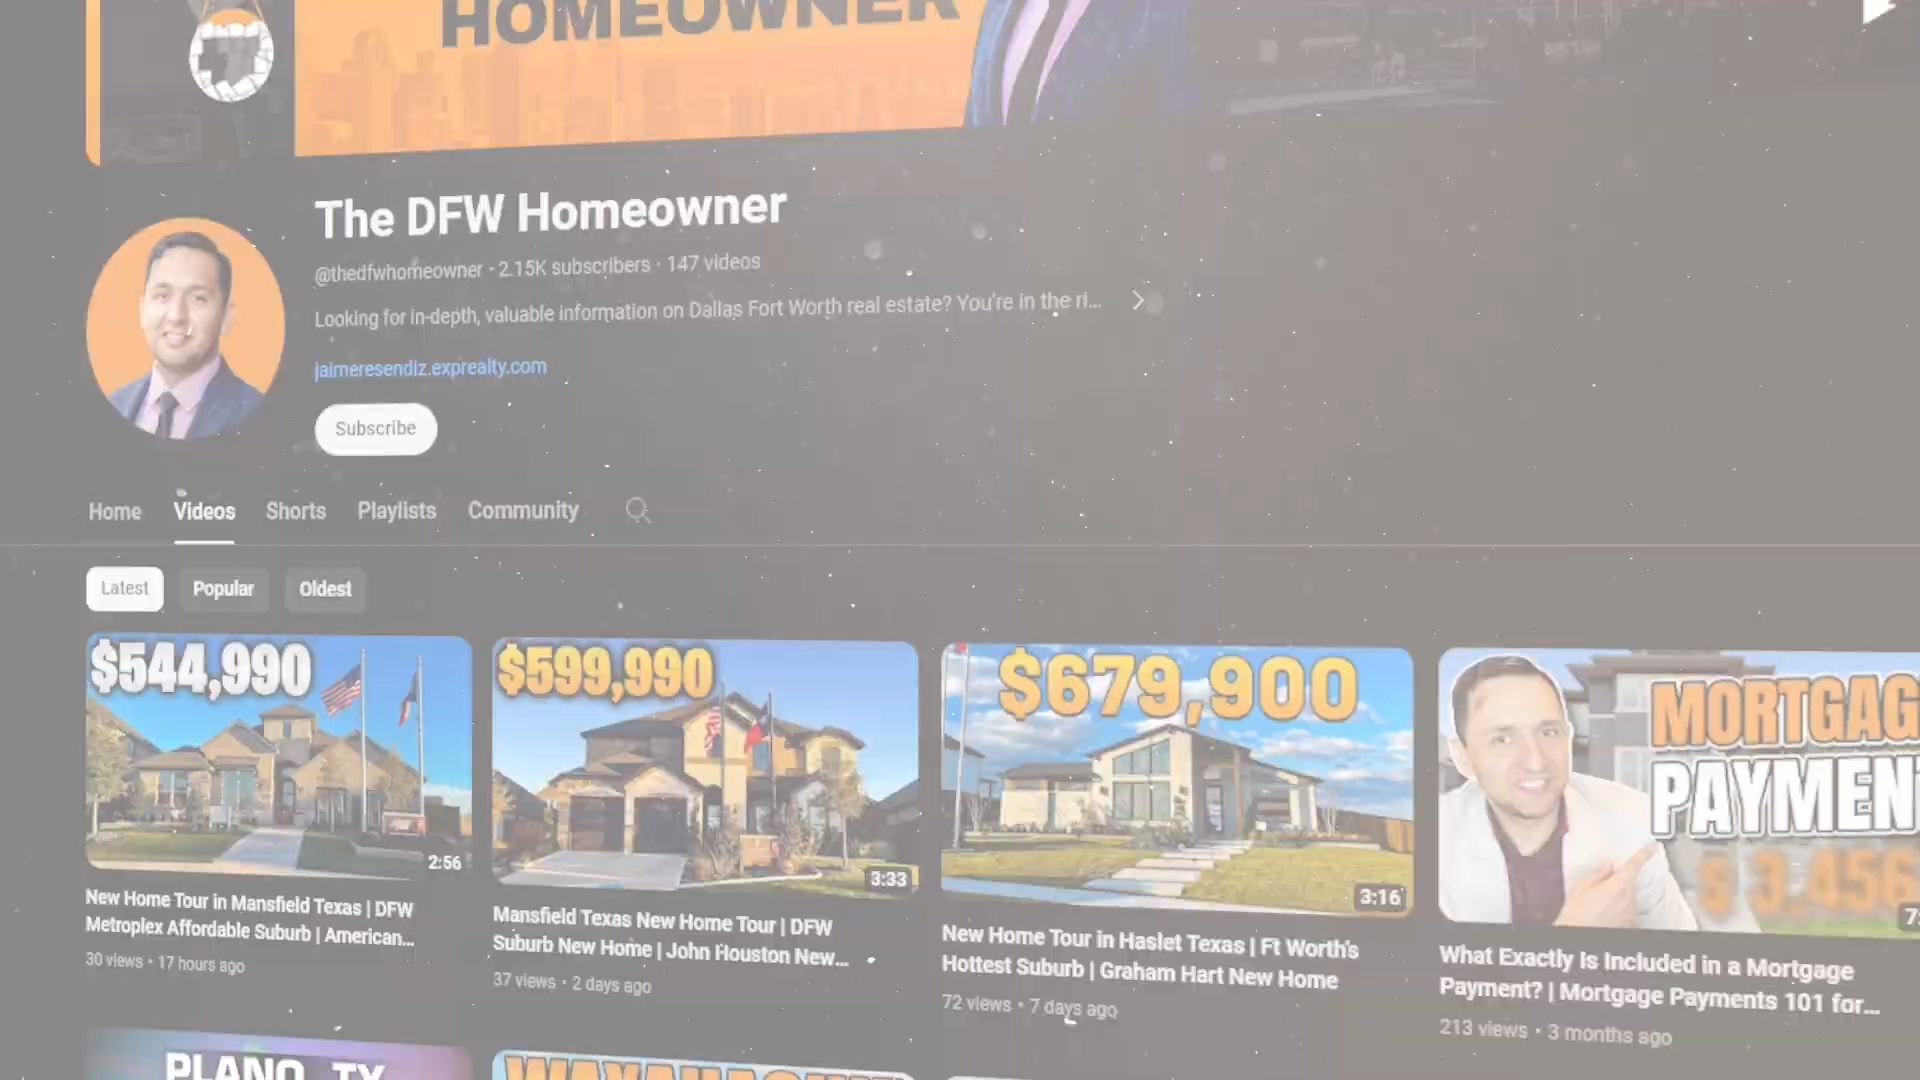 HOMEOWNER
The DFW Homeowner
@thedfwhomeowner · 2.15K subscribers · 147 videos
Looking for in-depth, valuable information on Dallas Fort Worth real estate? You're in the ri...
jaimeresendiz.exprealty.com
Subscribe
Home Videos Shorts Playlists Community
Latest Popular Oldest
$544,990
2:56
New Home Tour in Mansfield Texas | DFW
Metroplex Affordable Suburb | American...
30 views • 17 hours ago
$599,990
3:33
Mansfield Texas New Home Tour | DFW
Suburb New Home | John Houston New...
37 views • 2 days ago
$679,900
3:16
New Home Tour in Haslet Texas | Ft Worth's
Hottest Suburb | Graham Hart New Home
72 views • 7 days ago
MORTGAG
PAYMEN
$ 3,456
7:
What Exactly Is Included in a Mortgage
Payment? | Mortgage Payments 101 for...
213 views • 3 months ago
PLANO, TX